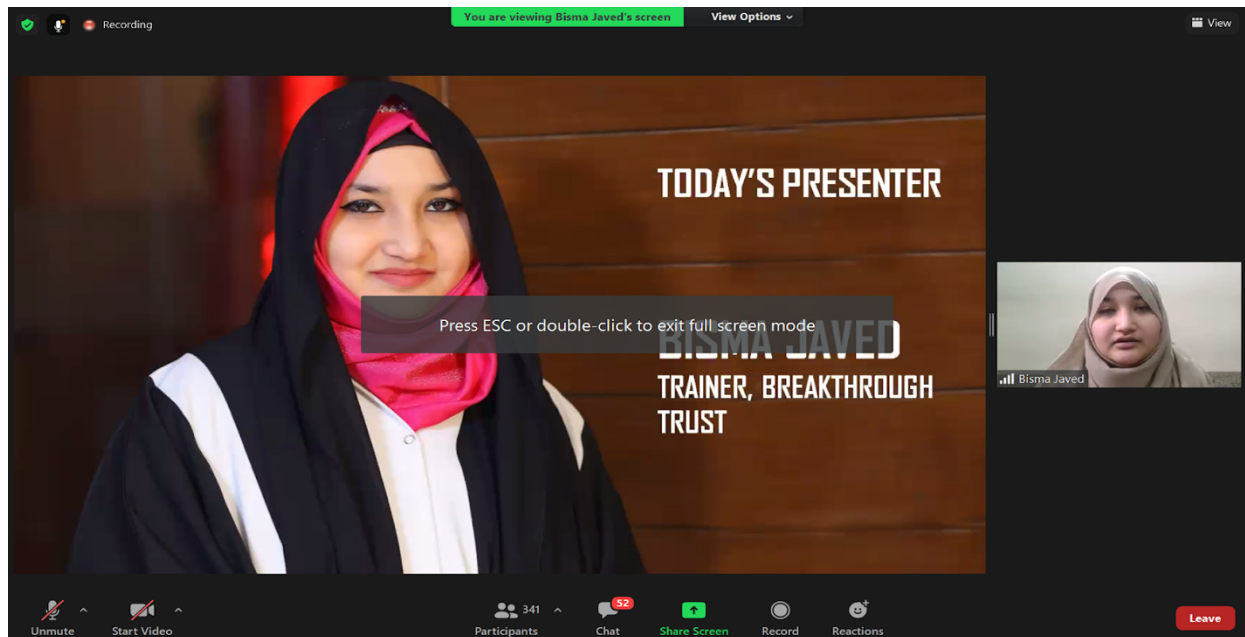 Recording
You are viewing Bisma Javed's screen
View Options
View
TODAY'S PRESENTER
Press ESC or double-click to exit full screen mode
BISMA JAVED
TRAINER, BREAKTHROUGH
TRUST
Bisma Javed
Unmute
Start Video
341
Participants
52
Chat
Share Screen
Record
Reactions
Leave